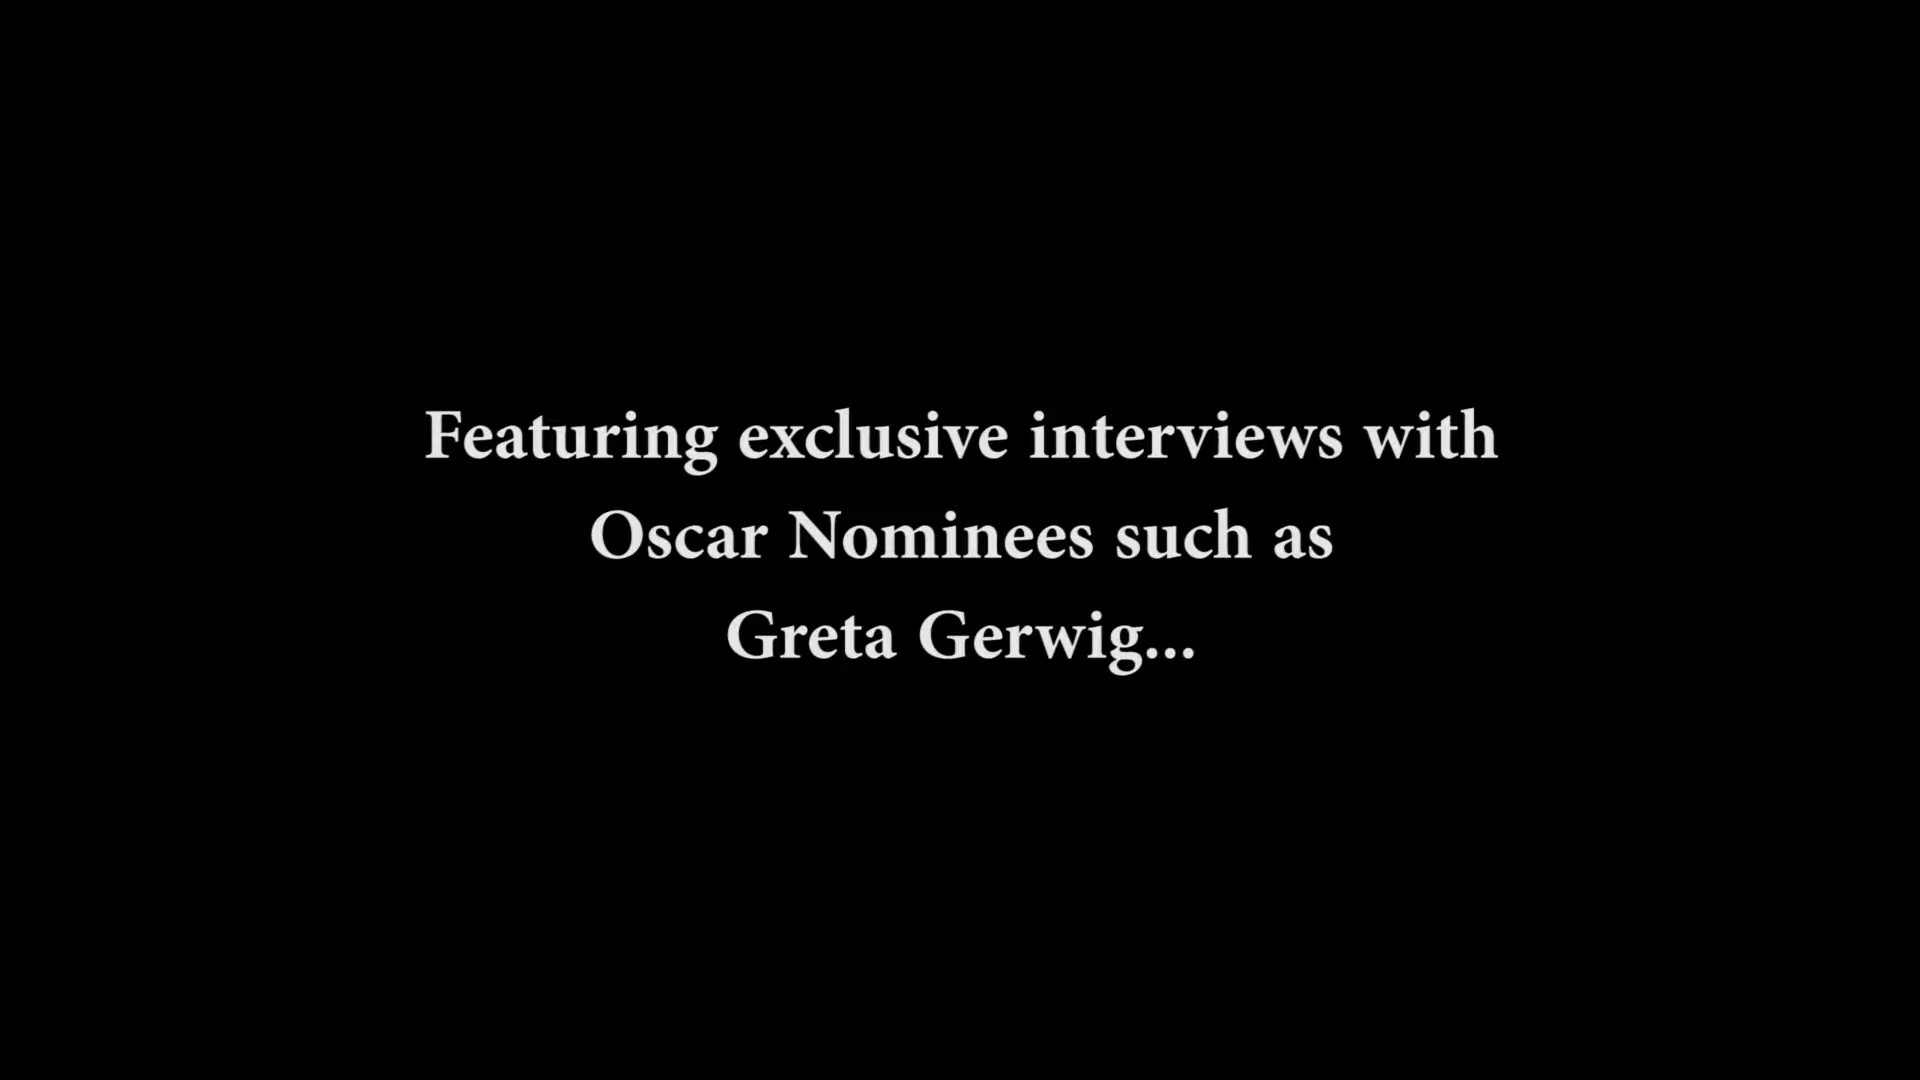 Featuring exclusive interviews with
Oscar Nominees such as
Greta Gerwig...